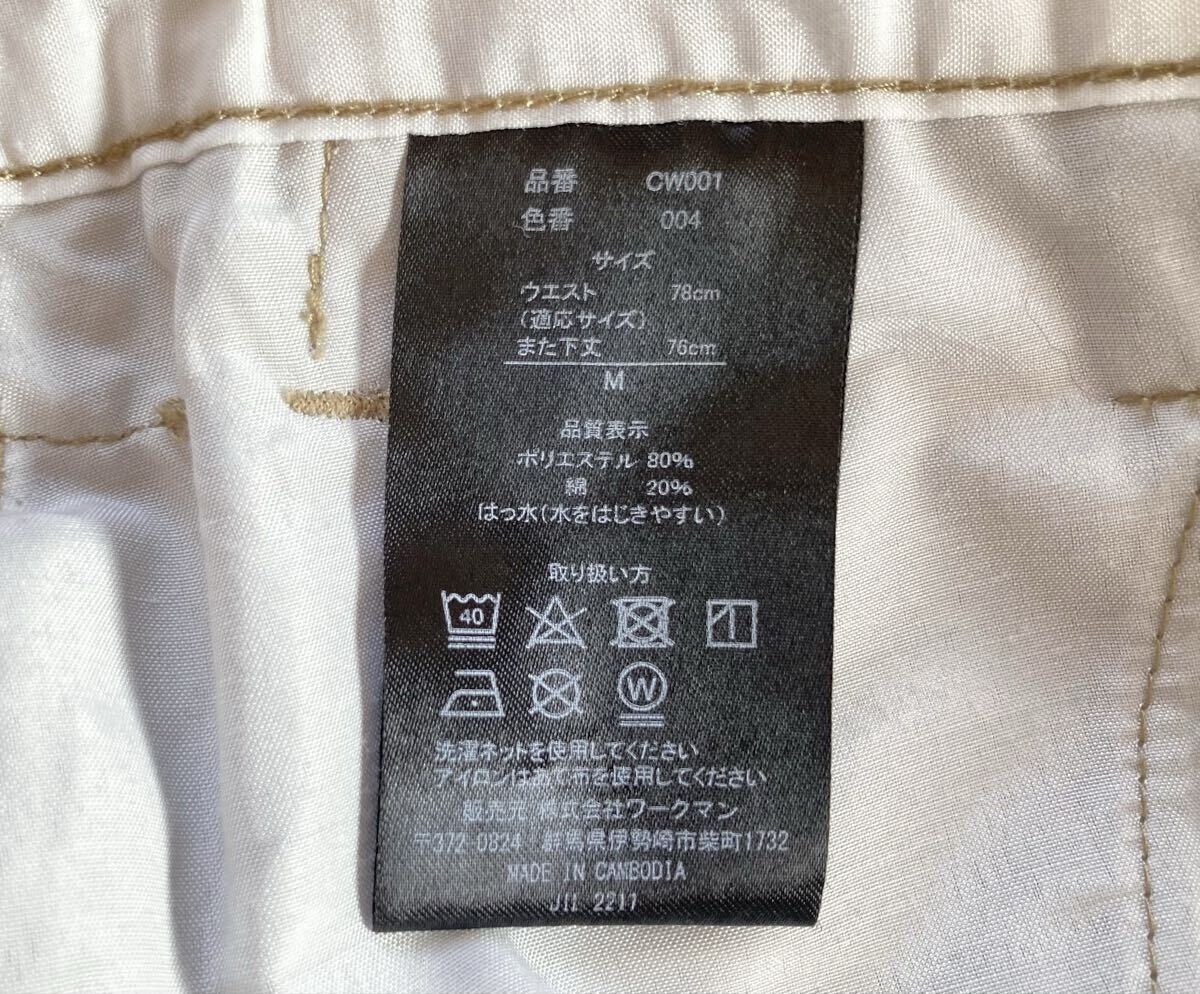 品番 CW001
色番 004
サイズ
ウエスト 78cm
(適応サイズ)
また下丈 76cm
M
品質表示
ポリエステル 80%
綿 20%
はっ水(水をはじきやすい)
取り扱い方
40
W
洗濯ネットを使用してください
アイロンはあて布を使用してください
販売元 株式会社ワークマン
〒372 0824 群馬県伊勢崎市柴町1732
MADE IN CAMBODIA
2211